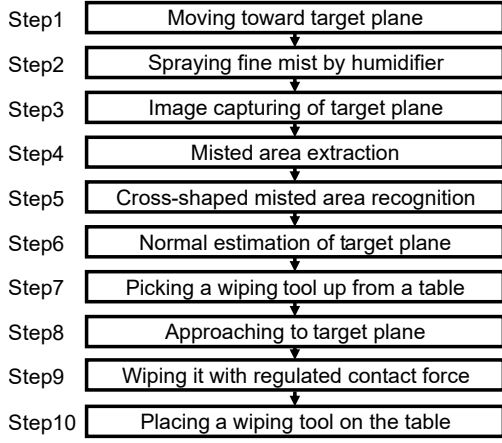 Step1 Moving toward target plane
Step2 Spraying fine mist by humidifier
Step3 Image capturing of target plane
Step4 Misted area extraction
Step5 Cross-shaped misted area recognition
Step6 Normal estimation of target plane
Step7 Picking a wiping tool up from a table
Step8 Approaching to target plane
Step9 Wiping it with regulated contact force
Step10 Placing a wiping tool on the table